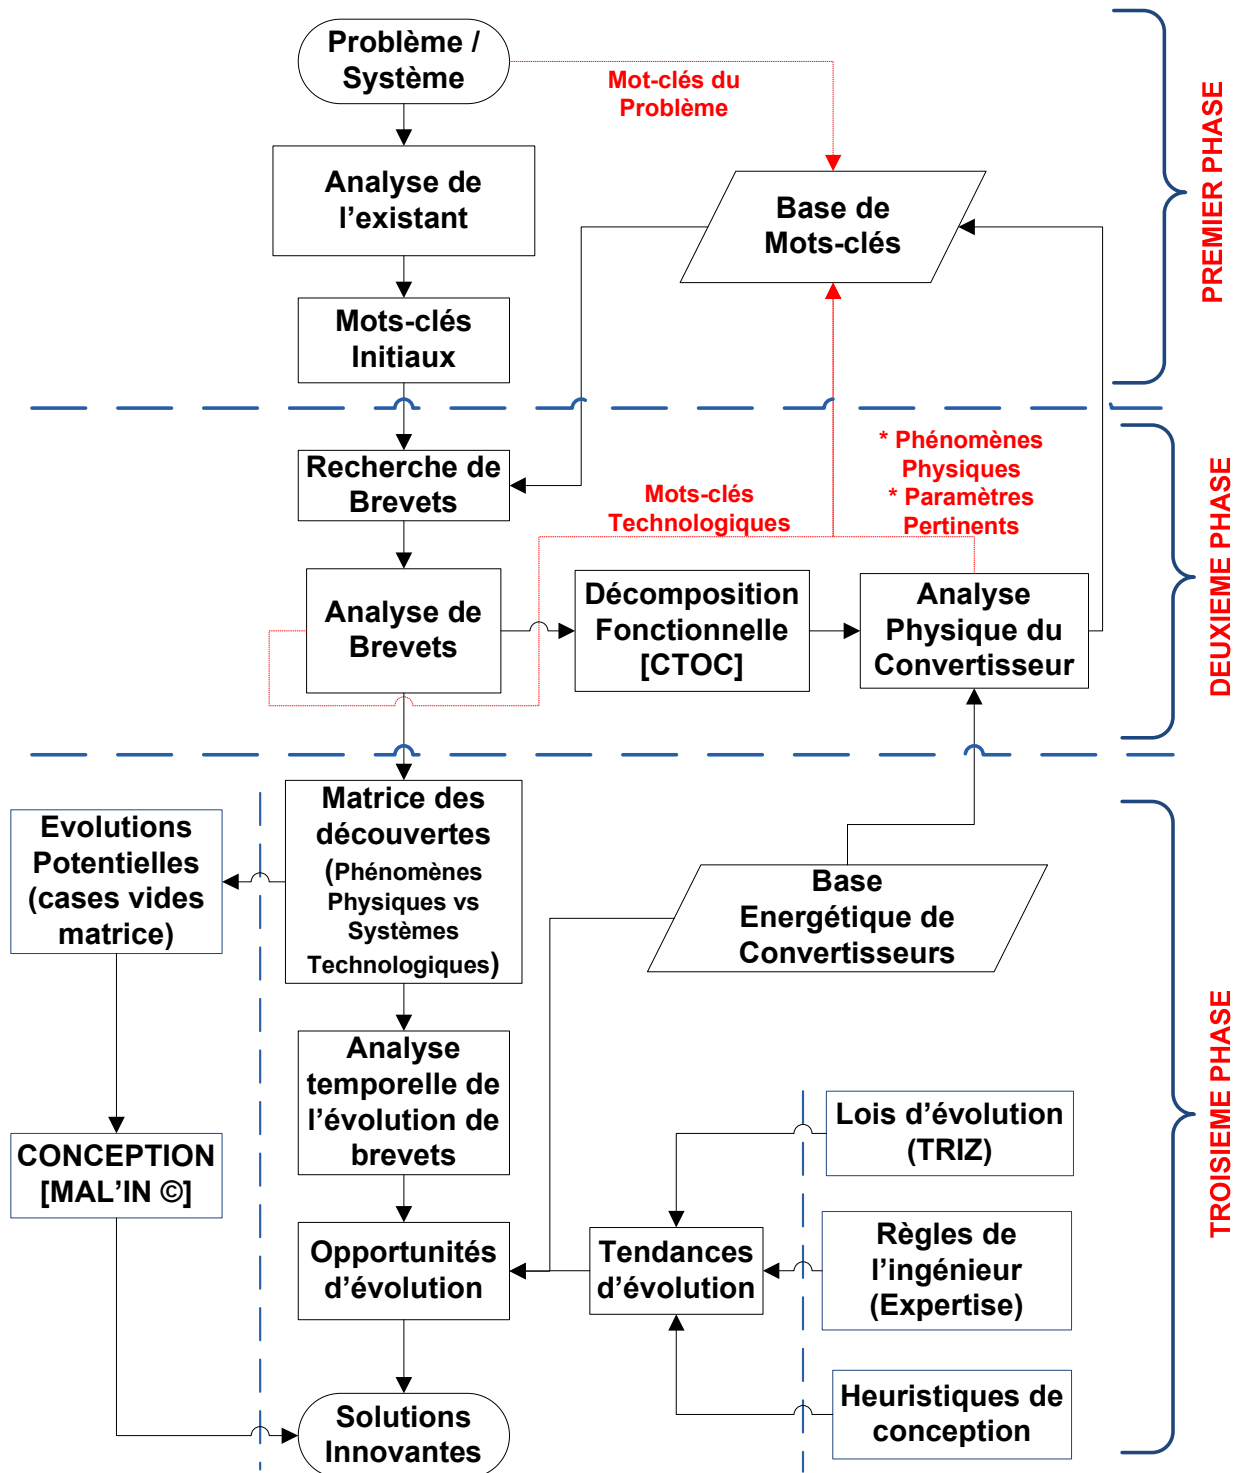 Problème /
Système
Mot-clés du
Problème
Analyse de
l’existant
Base de
Mots-clés
Mots-clés
Initiaux
PREMIER PHASE
Recherche de
Brevets
Mots-clés
Technologiques
* Phénomènes
Physiques
* Paramètres
Pertinents
Analyse de
Brevets
Décomposition
Fonctionnelle
[CTOC]
Analyse
Physique du
Convertisseur
DEUXIEME PHASE
Evolutions
Potentielles
(cases vides
matrice)
Matrice des
découvertes
(Phénomènes
Physiques vs
Systèmes
Technologiques)
Base
Energétique de
Convertisseurs
Analyse
temporelle de
l’évolution de
brevets
CONCEPTION
[MAL’IN ©]
Lois d’évolution
(TRIZ)
Opportunités
d’évolution
Tendances
d’évolution
Règles de
l’ingénieur
(Expertise)
Heuristiques de
conception
Solutions
Innovantes
TROISIEME PHASE